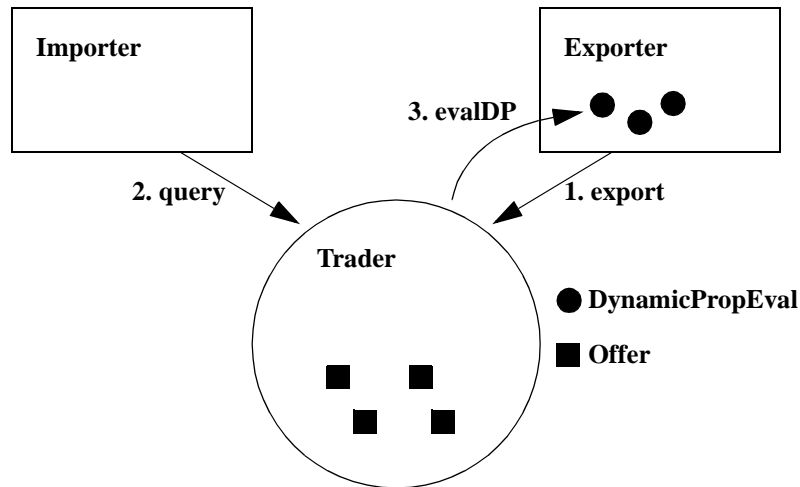 Importer
Exporter
3. evalDP
2. query
1. export
Trader
DynamicPropEval
Offer